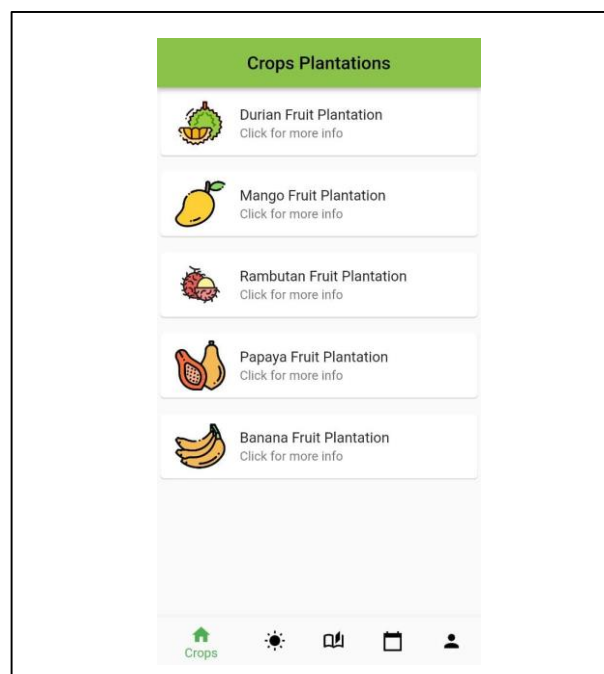 Crops Plantations
Durian Fruit Plantation
Click for more info
Mango Fruit Plantation
Click for more info
Rambutan Fruit Plantation
Click for more info
Papaya Fruit Plantation
Click for more info
Banana Fruit Plantation
Click for more info
Crops